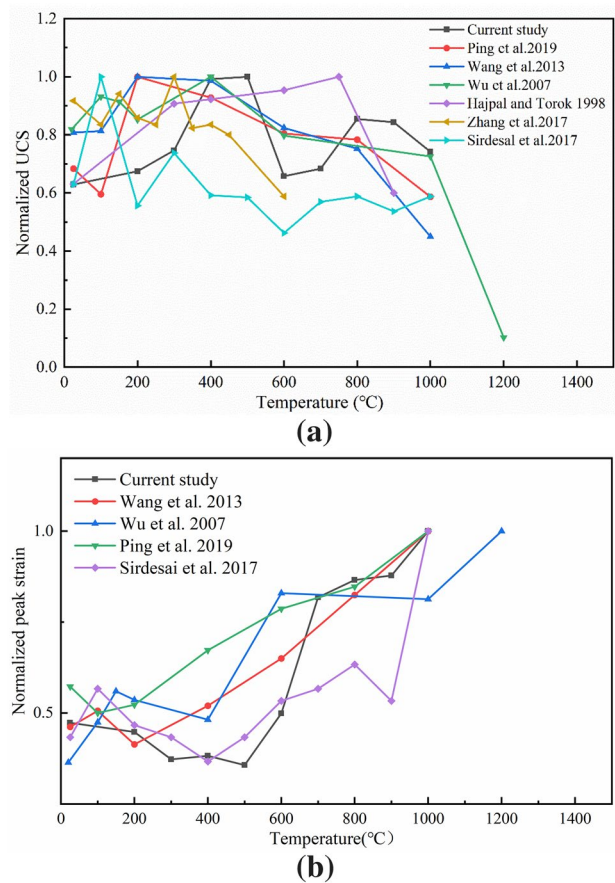 1.2
1.0
0.8
0.6
0.4
0.2
0.0
Normalized UCS
Current study
Ping ct al.2019
Wang et al.2013
Wu et al.2007
Hajpal and Torok 1998
Zhang ct al.2017
Sirdesal et al.2017
0 200 400 600 800 1000 1200 1400
Temperature (°C)
(a)
1.0
0.5
Normalized peak strain
Current study
Wang et al. 2013
Wu et al. 2007
Ping et al. 2019
Sirdesai et al. 2017
0 200 400 600 800 1000 1200 1400
Temperature(°C）
(b)